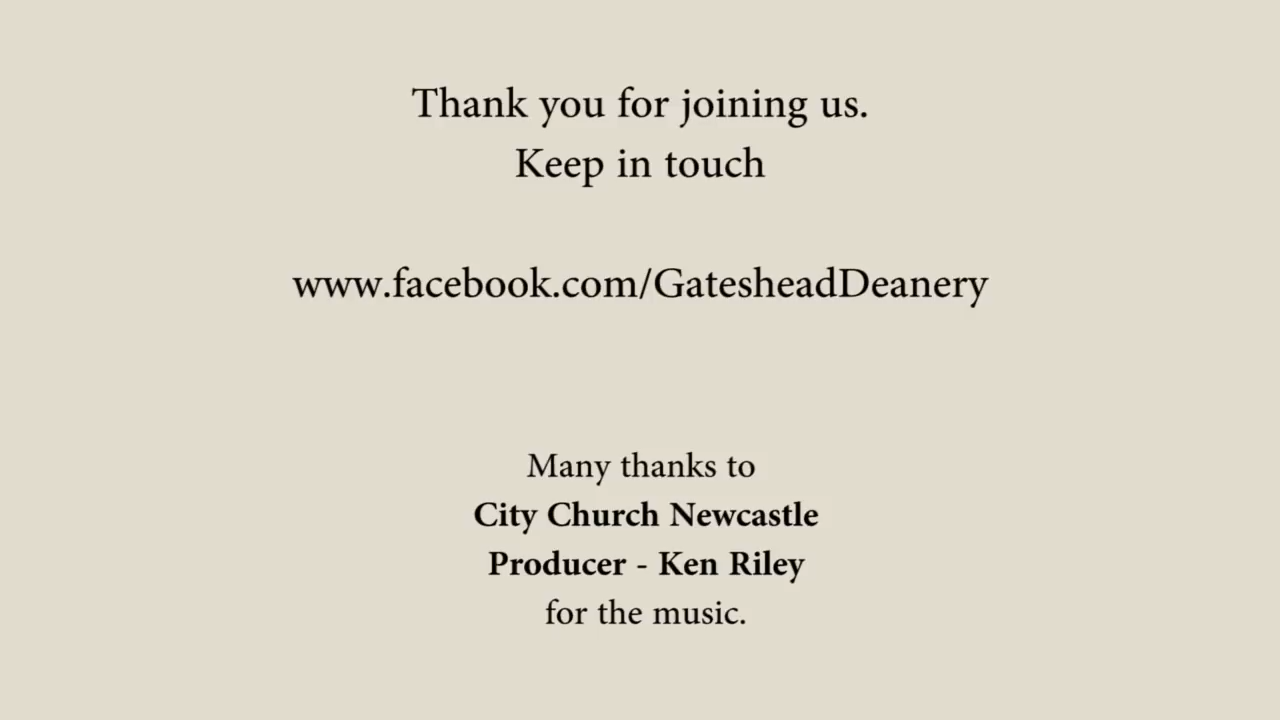 Thank you for joining us.
Keep in touch
www.facebook.com/GatesheadDeanery
Many thanks to
City Church Newcastle
Producer - Ken Riley
for the music.